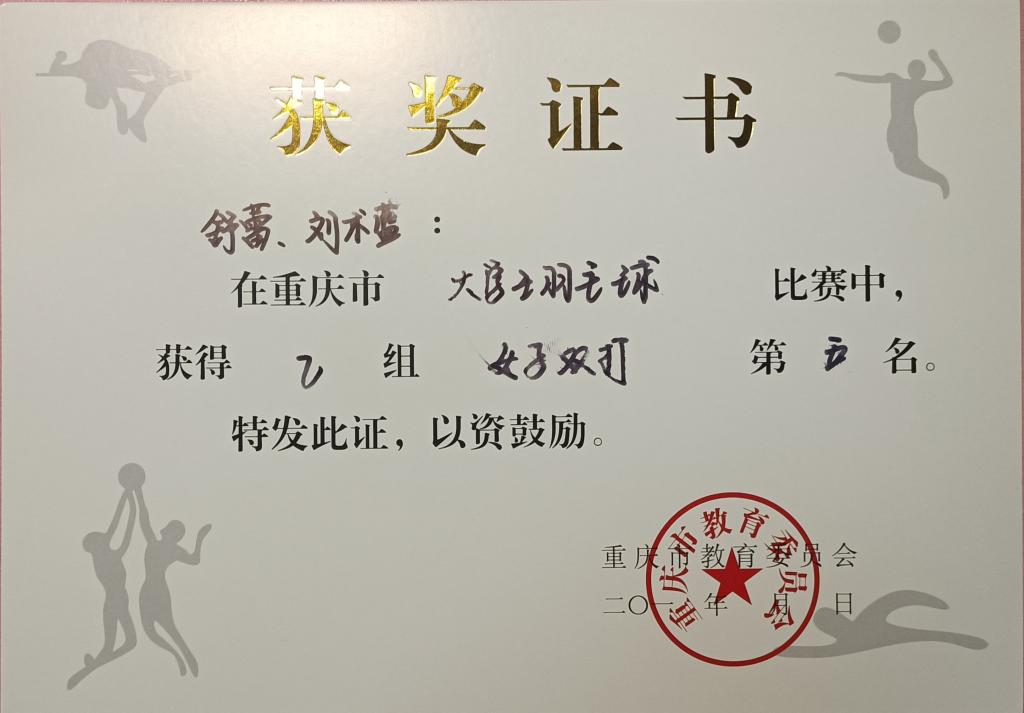 获奖证书
舒蕾、刘术蓝：
在重庆市 大学生羽毛球 比赛中，
获得 乙 组 女子双打 第 五 名。
特发此证，以资鼓励。
重庆市教育委员会
二〇一 年 月 日
重庆市教育委员会